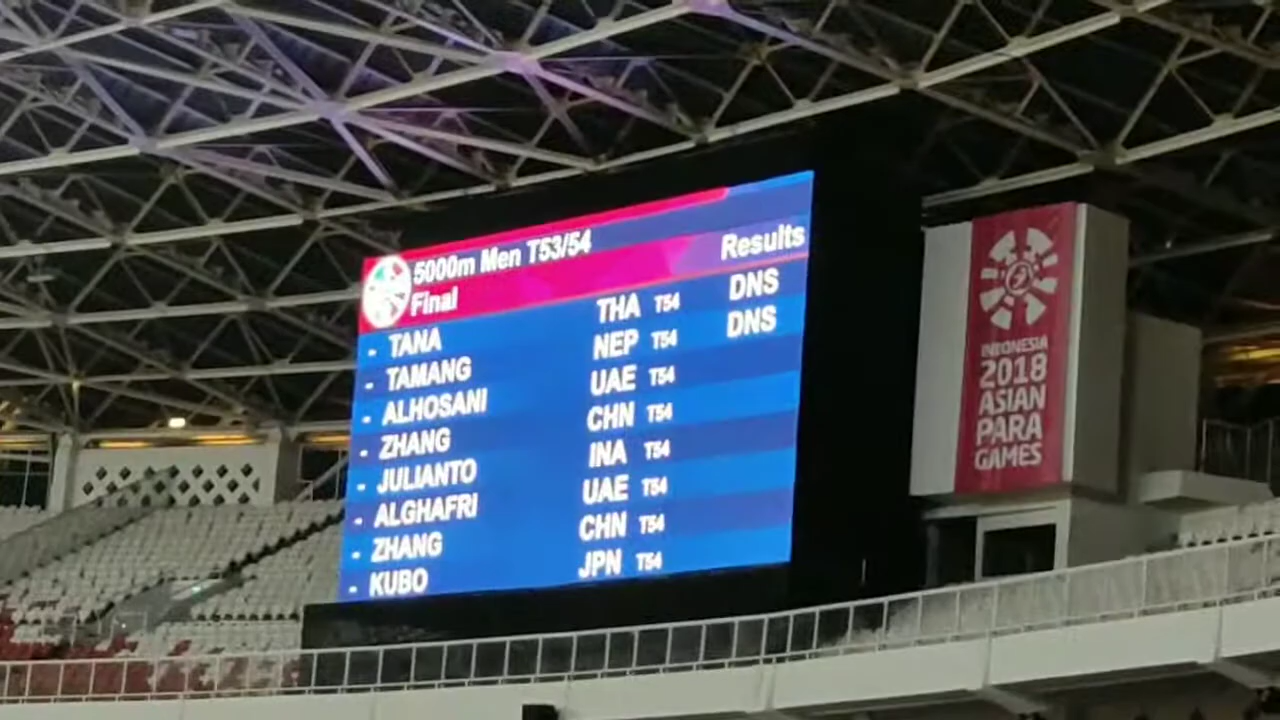 5000m Men T53/54
Final Results
- TANA THA T54 DNS
- TAMANG NEP T54 DNS
- ALHOSANI UAE T54
- ZHANG CHN T54
- JULIANTO INA T54
- ALGHAFRI UAE T54
- ZHANG CHN T54
- KUBO JPN T54
INDONESIA
2018
ASIAN
PARA
GAMES